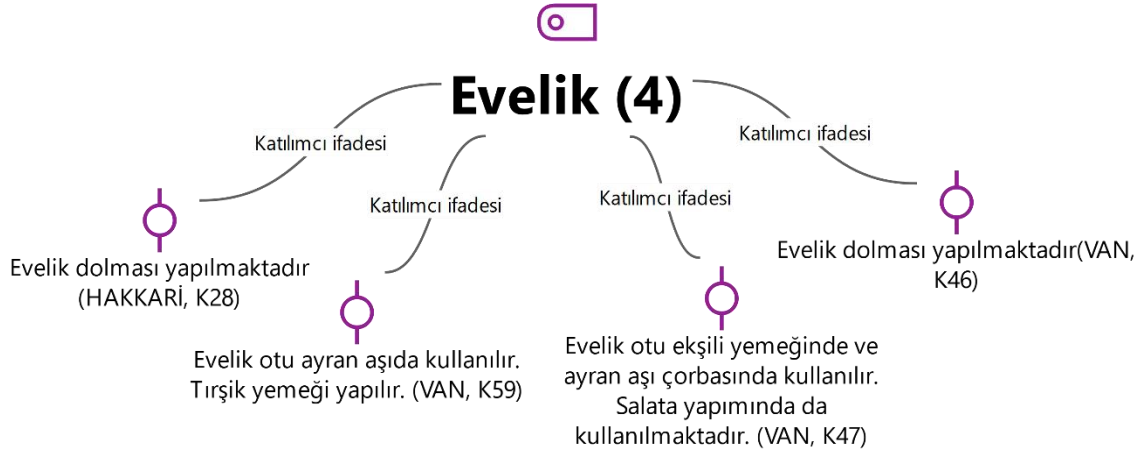 Evelik (4)
Katılımcı ifadesi
Katılımcı ifadesi
Katılımcı ifadesi
Katılımcı ifadesi
Evelik dolması yapılmaktadır
(HAKKARİ, K28)
Evelik otu ayran aşıda kullanılır.
Tırşik yemeği yapılır. (VAN, K59)
Evelik otu ekşili yemeğinde ve
ayran aşı çorbasında kullanılır.
Salata yapımında da
kullanılmaktadır. (VAN, K47)
Evelik dolması yapılmaktadır(VAN,
K46)